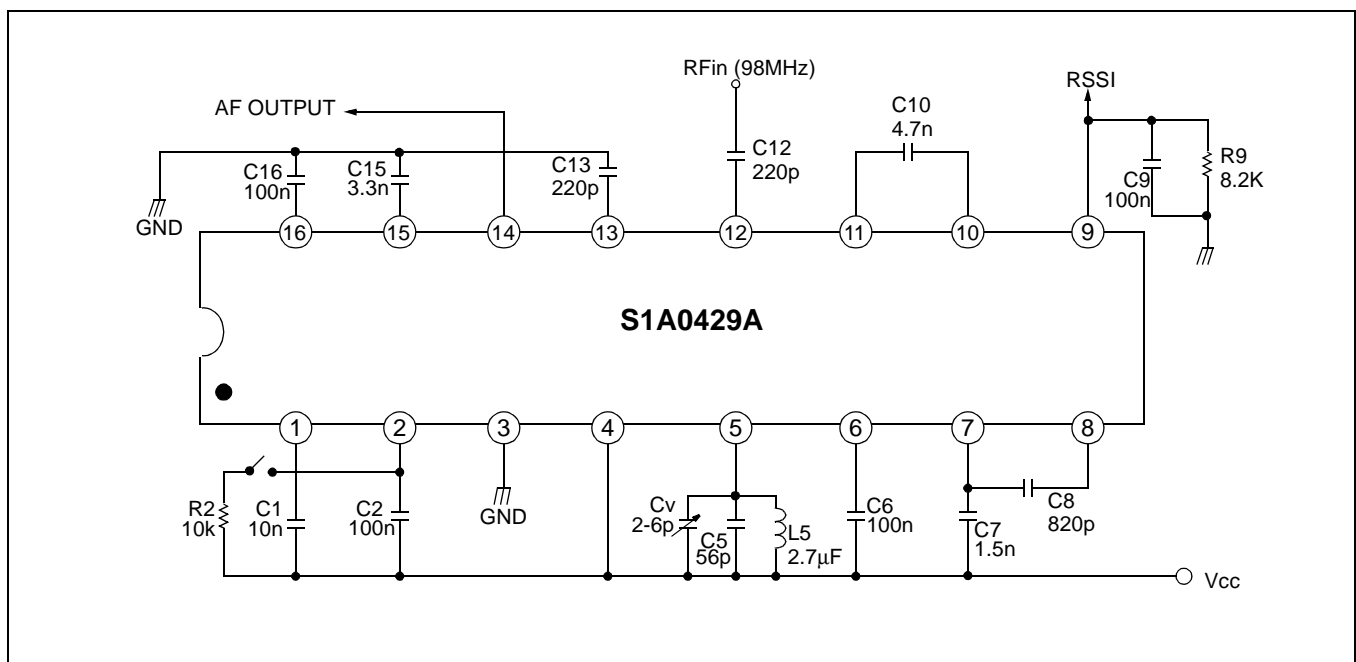 RFin (98MHz)
RSSI
AF OUTPUT
C10
4.7n
C16
100n
C15
3.3n
C13
220p
C12
220p
C9
100n
R9
8.2K
GND
16
15
14
13
12
11
10
9
S1A0429A
1
2
3
4
5
6
7
8
R2
10k
C1
10n
C2
100n
GND
Cv
2-6p
C5
56p
L5
2.7μF
C6
100n
C7
1.5n
C8
820p
Vcc